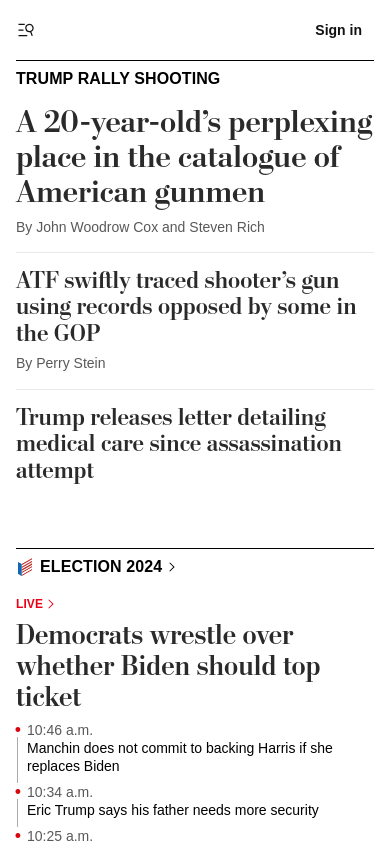 Sign in
TRUMP RALLY SHOOTING
A 20-year-old’s perplexing
place in the catalogue of
American gunmen
By John Woodrow Cox and Steven Rich
ATF swiftly traced shooter’s gun
using records opposed by some in
the GOP
By Perry Stein
Trump releases letter detailing
medical care since assassination
attempt
ELECTION 2024
LIVE
Democrats wrestle over
whether Biden should top
ticket
10:46 a.m.
Manchin does not commit to backing Harris if she
replaces Biden
10:34 a.m.
Eric Trump says his father needs more security
10:25 a.m.